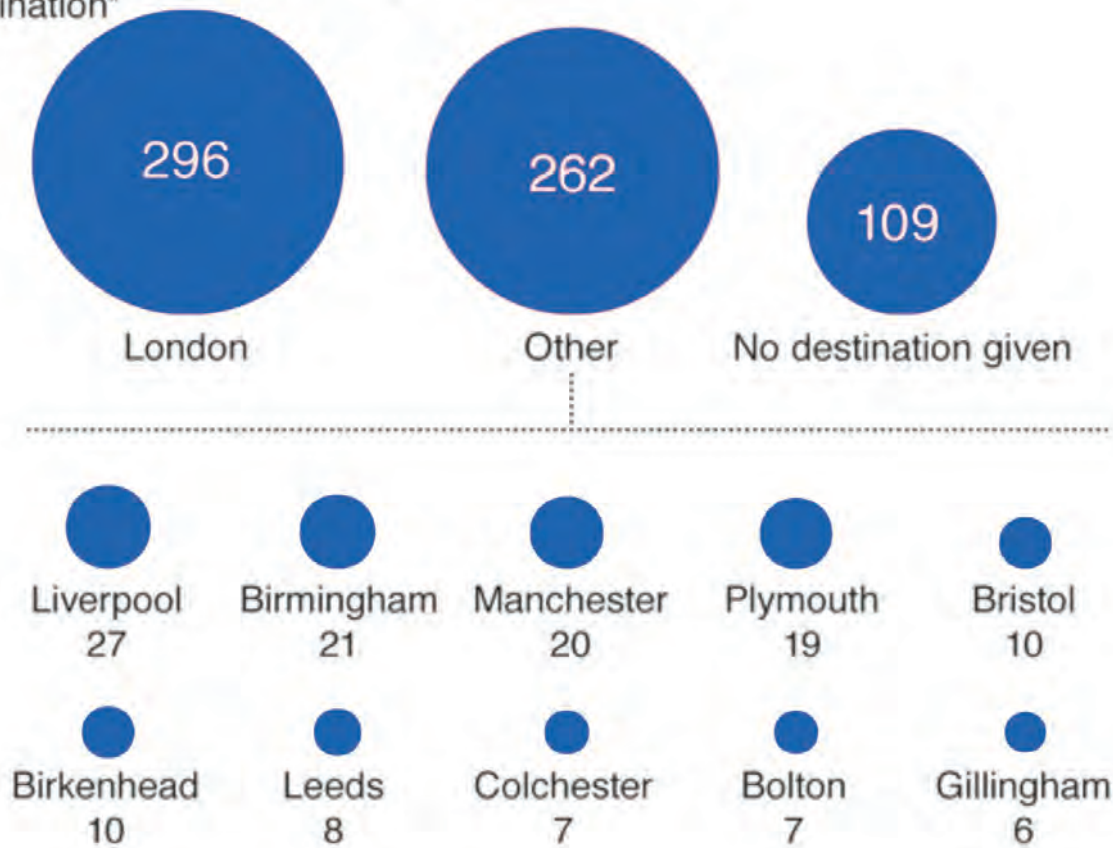 296
262
109
London
Other
No destination given
Liverpool
Birmingham
Manchester
Plymouth
Bristol
27
21
20
19
10
Birkenhead
Leeds
Colchester
Bolton
Gillingham
10
8
7
7
6